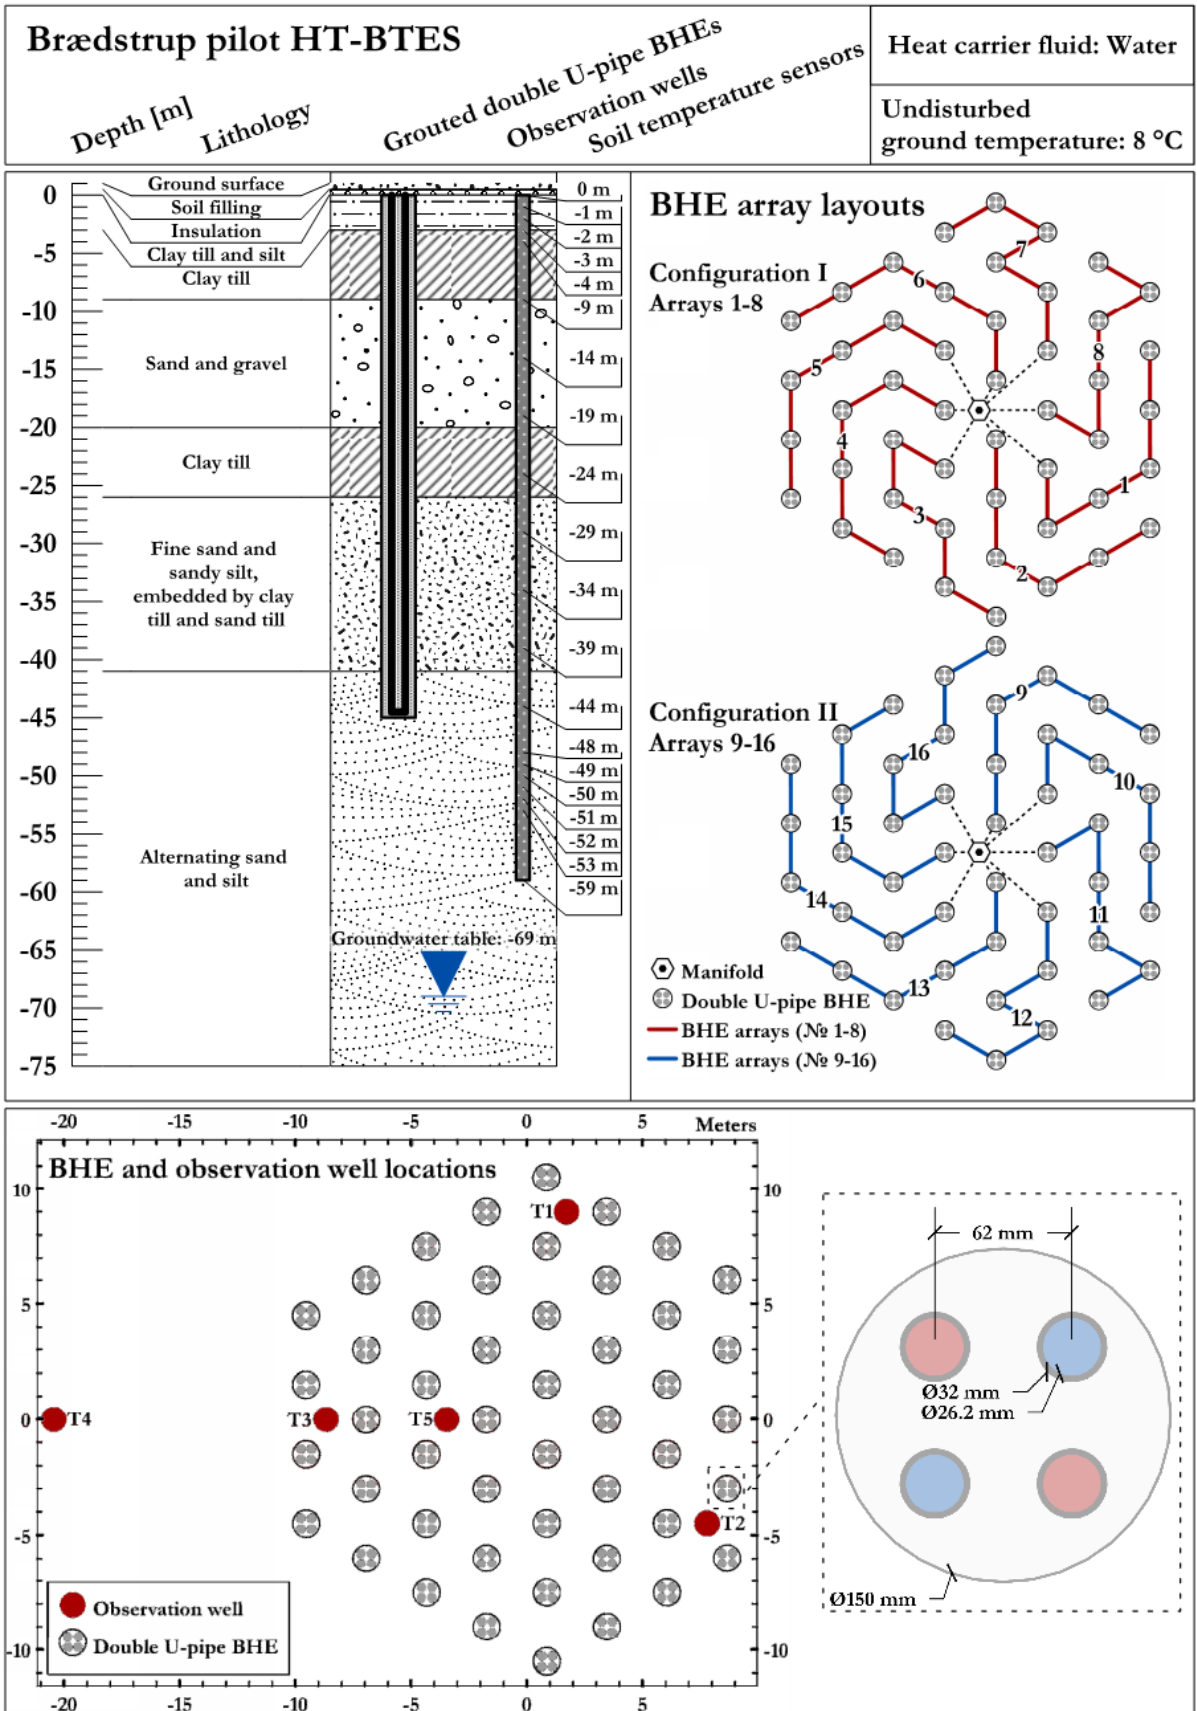 Brædstrup pilot HT-BTES
Depth [m]
Lithology
Grouted double U-pipe BHEs
Observation wells
Soil temperature sensors
Heat carrier fluid: Water
Undisturbed
ground temperature: 8 °C
0
-5
-10
-15
-20
-25
-30
-35
-40
-45
-50
-55
-60
-65
-70
-75
Ground surface
Soil filling
Insulation
Clay till and silt
Clay till
Sand and gravel
Clay till
Fine sand and
sandy silt,
embedded by clay
till and sand till
Alternating sand
and silt
Groundwater table: -69 m
0 m
-1 m
-2 m
-3 m
-4 m
-9 m
-14 m
-19 m
-24 m
-29 m
-34 m
-39 m
-44 m
-48 m
-49 m
-50 m
-51 m
-52 m
-53 m
-59 m
BHE array layouts
Configuration I
Arrays 1-8
7
6
8
5
4
1
3
2
Configuration II
Arrays 9-16
9
16
10
15
14
11
13
12
Manifold
Double U-pipe BHE
BHE arrays (№ 1-8)
BHE arrays (№ 9-16)
-20 -15 -10 -5 0 5 Meters
BHE and observation well locations
10
5
0
-5
-10
10
5
0
-5
-10
T1
T4
T3
T5
T2
Observation well
Double U-pipe BHE
-20 -15 -10 -5 0 5
62 mm
Ø32 mm
Ø26.2 mm
Ø150 mm